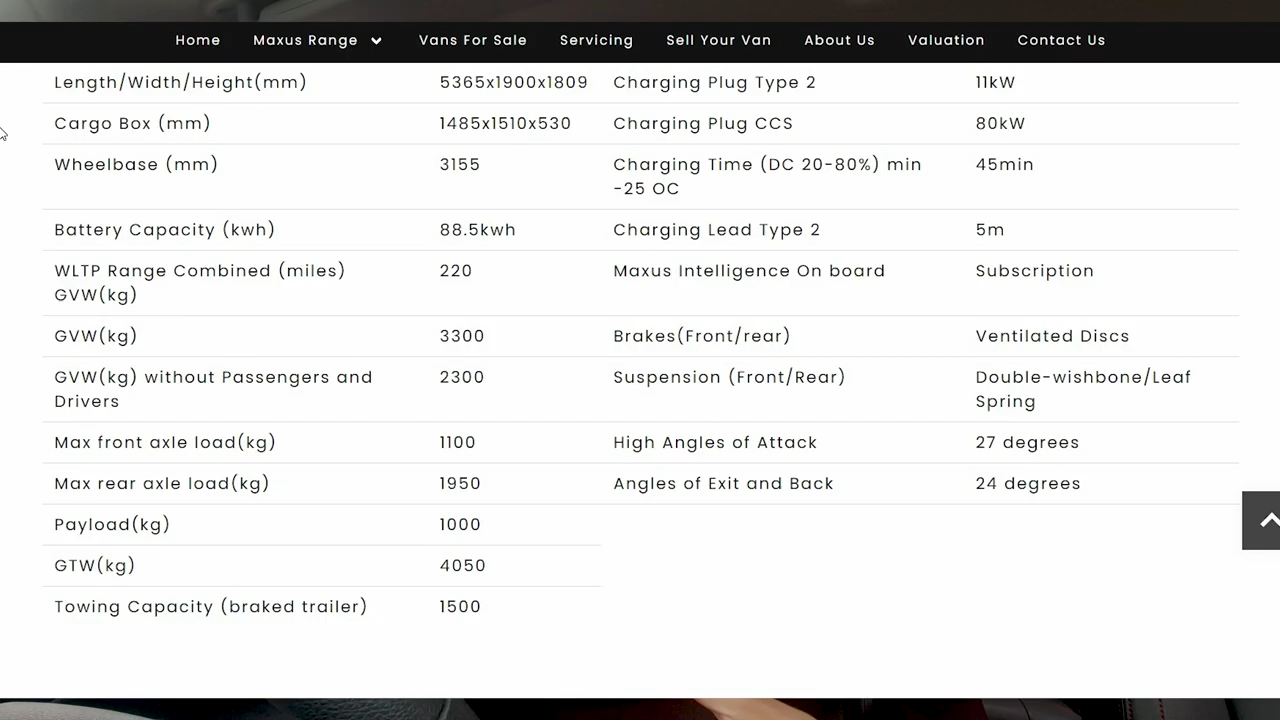 Home Maxus Range Vans For Sale Servicing Sell Your Van About Us Valuation Contact Us
Length/Width/Height(mm) 5365x1900x1809 Charging Plug Type 2 11kW
Cargo Box (mm) 1485x1510x530 Charging Plug CCS 80kW
Wheelbase (mm) 3155 Charging Time (DC 20-80%) min 45min
-25 OC
Battery Capacity (kwh) 88.5kwh Charging Lead Type 2 5m
WLTP Range Combined (miles) 220 Maxus Intelligence On board Subscription
GVW(kg)
GVW(kg) 3300 Brakes(Front/rear) Ventilated Discs
GVW(kg) without Passengers and 2300 Suspension (Front/Rear) Double-wishbone/Leaf
Drivers Spring
Max front axle load(kg) 1100 High Angles of Attack 27 degrees
Max rear axle load(kg) 1950 Angles of Exit and Back 24 degrees
Payload(kg) 1000
GTW(kg) 4050
Towing Capacity (braked trailer) 1500